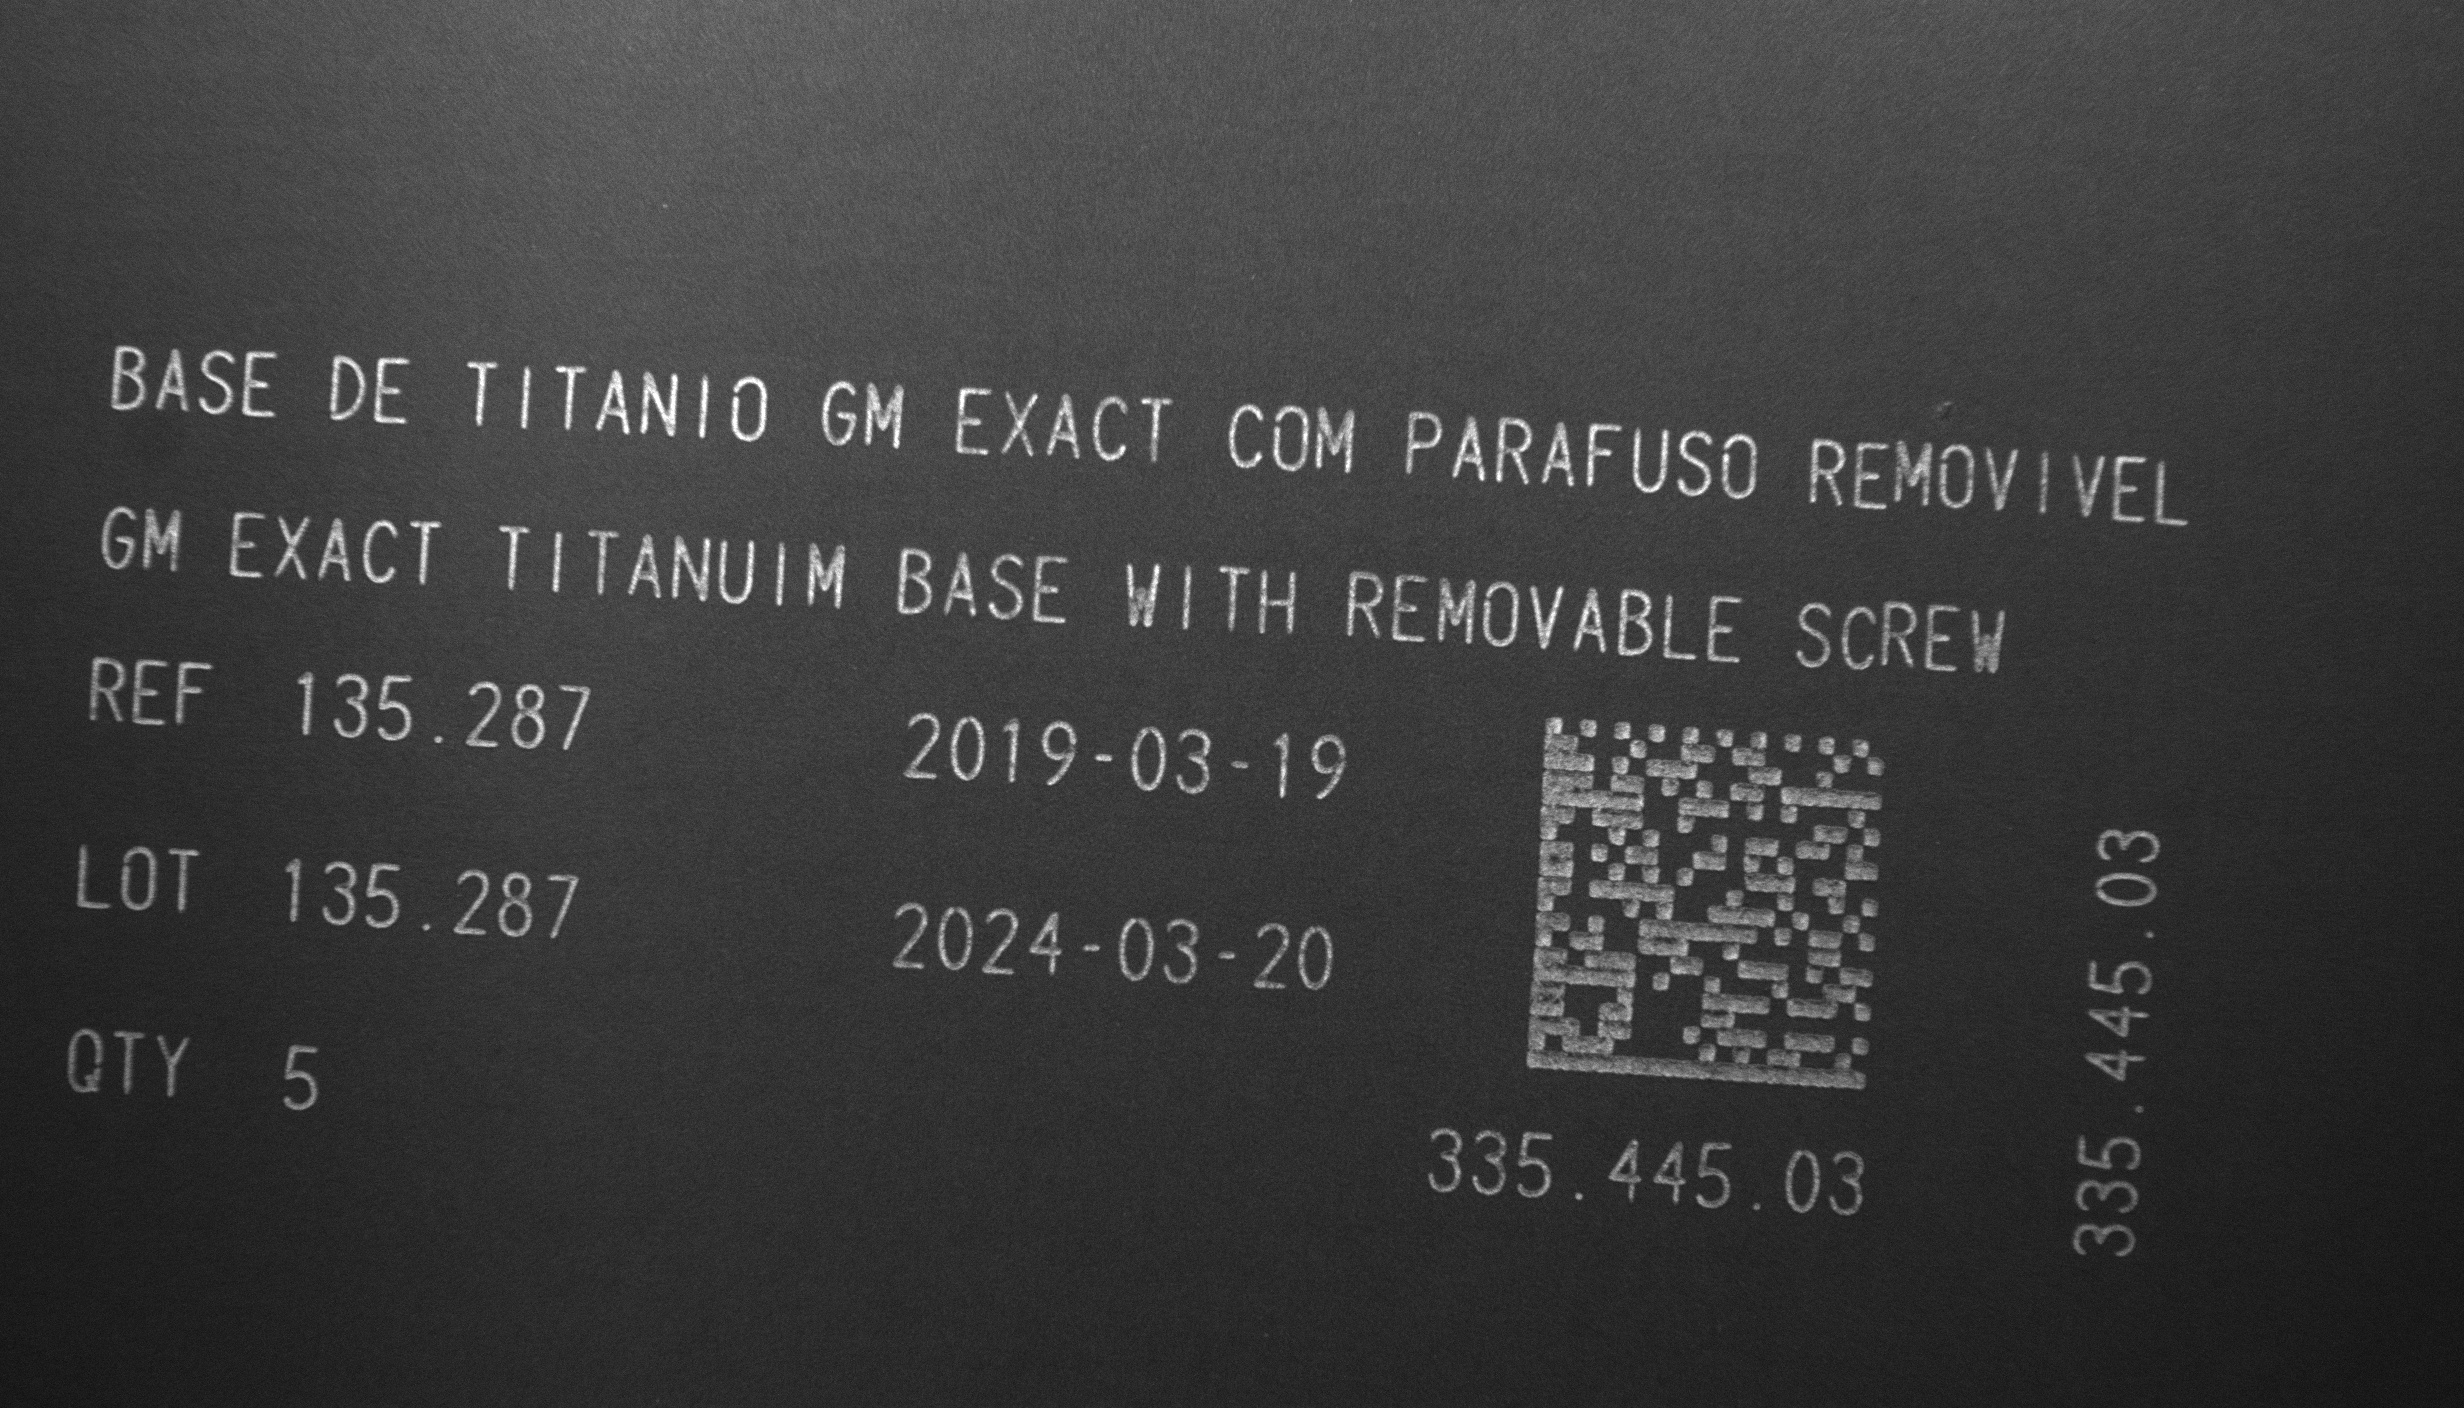 BASE DE TITANIO GM EXACT COM PARAFUSO REMOVIVEL
GM EXACT TITANUIM BASE WITH REMOVABLE SCREW
REF 135.287 2019-03-19
LOT 135.287 2024-03-20
QTY 5
335.445.03
335.445.03